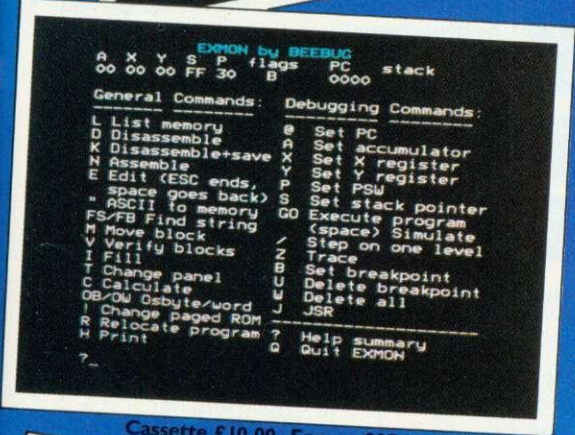 EXMON by BEEBUG
A X Y S P flags PC stack
00 00 00 FF 30 B 0000
General Commands:
L List memory
D Disassemble
K Disassemble+save
N Assemble
E Edit (ESC ends,
space goes back)
" ASCII to memory
FS/FB Find string
M Move block
V Verify blocks
I Fill
T Change panel
C Calculate
OB/OW Osbyte/word
! Change paged ROM
R Relocate program
H Print
?_
Debugging Commands:
@ Set PC
A Set accumulator
X Set X register
Y Set Y register
P Set PSW
S Set stack pointer
GO Execute program
(space) Simulate
/ Step on one level
Z Trace
B Set breakpoint
U Delete breakpoint
W Delete all
J JSR
? Help summary
Q Quit EXMON
Cassette £10.00